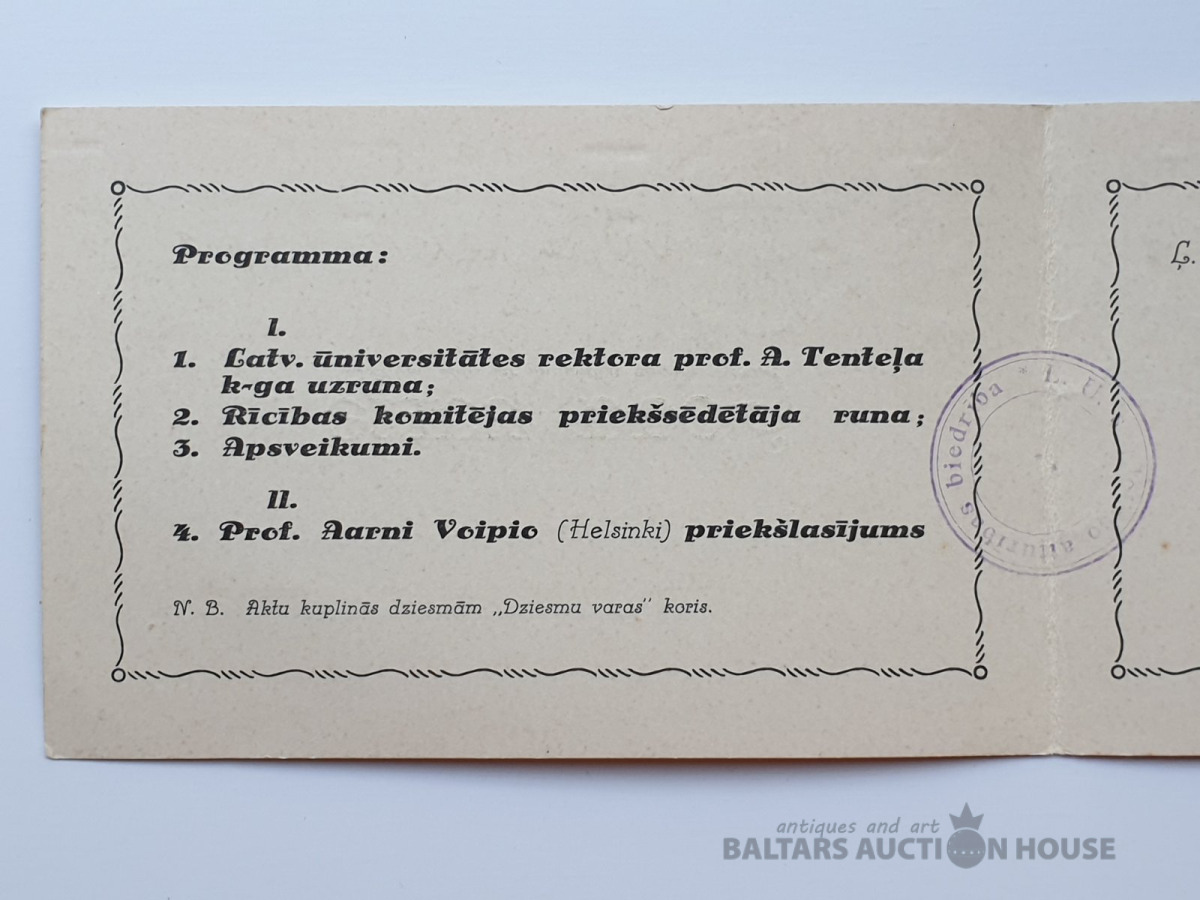 Programma:
I.
1. Latv. ūniversitātes rektora prof. A. Tenteļa
k-ga uzruna;
2. Rīcības komitējas priekšsēdētāja runa;
3. Apsveikumi.
II.
4. Prof. Aarni Voipio (Helsinki) priekšlasījums
N. B. Aktu kuplinās dziesmām „Dziesmu varas" koris.
Ļ.
biedrība * L. U.
antiques and art
BALTARS AUCTION HOUSE